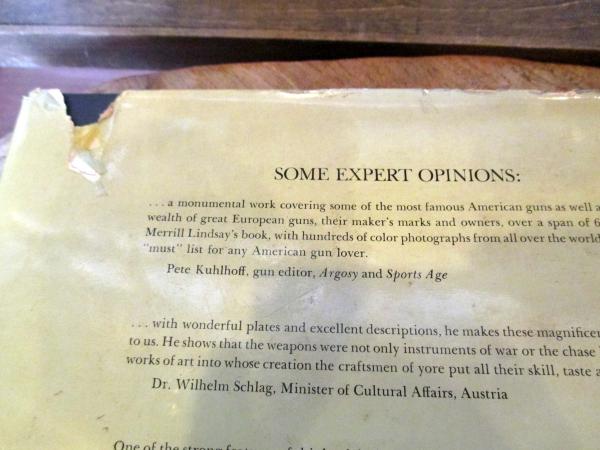 SOME EXPERT OPINIONS:
. . . a monumental work covering some of the most famous American guns as well a
wealth of great European guns, their maker's marks and owners, over a span of 6
Merrill Lindsay's book, with hundreds of color photographs from all over the world
"must" list for any American gun lover.
Pete Kuhlhoff, gun editor, Argosy and Sports Age
. . . with wonderful plates and excellent descriptions, he makes these magnificen
to us. He shows that the weapons were not only instruments of war or the chase
works of art into whose creation the craftsmen of yore put all their skill, taste a
Dr. Wilhelm Schlag, Minister of Cultural Affairs, Austria
One of the strong